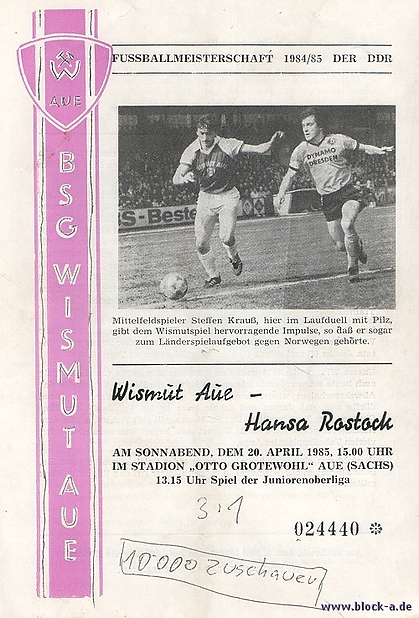 W
AUE
BSG WISMUT AUE
FUSSBALLMEISTERSCHAFT 1984/85 DER DDR
DYNAMO
DRESDEN
SS-Beste
Mittelfeldspieler Steffen Krauß, hier im Laufduell mit Pilz,
gibt dem Wismutspiel hervorragende Impulse, so daß er sogar
zum Länderspielaufgebot gegen Norwegen gehörte.
Wismut Aue –
Hansa Rostock
AM SONNABEND, DEM 20. APRIL 1985, 15.00 UHR
IM STADION „OTTO GROTEWOHL“ AUE (SACHS)
13.15 Uhr Spiel der Juniorenoberliga
3:1
024440 ✻
10000 Zuschauer
www.block-a.de